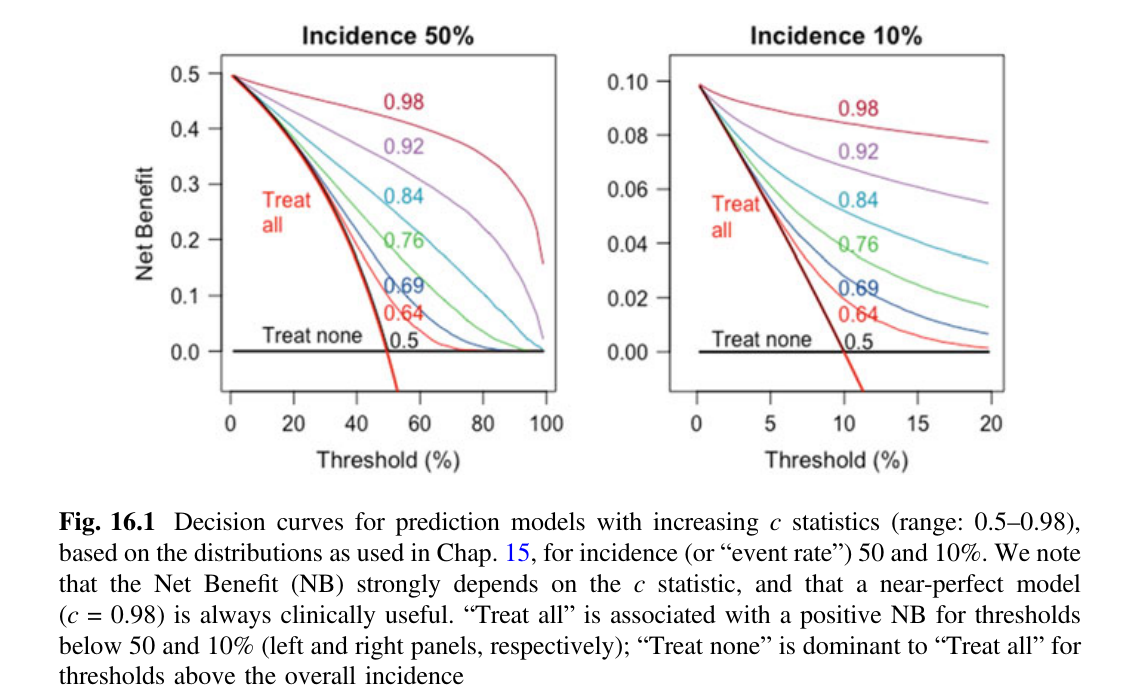 Incidence 50%
Incidence 10%
Net Benefit
0.5
0.4
0.3
0.2
0.1
0.0
0.98
0.92
0.84
0.76
0.69
0.64
0.5
Treat
all
Treat none
0
20
40
60
80
100
Threshold (%)
0.10
0.08
0.06
0.04
0.02
0.00
0.98
0.92
0.84
0.76
0.69
0.64
0.5
Treat
all
Treat none
0
5
10
15
20
Threshold (%)
Fig. 16.1 Decision curves for prediction models with increasing c statistics (range: 0.5–0.98),
based on the distributions as used in Chap. 15, for incidence (or “event rate”) 50 and 10%. We note
that the Net Benefit (NB) strongly depends on the c statistic, and that a near-perfect model
(c = 0.98) is always clinically useful. “Treat all” is associated with a positive NB for thresholds
below 50 and 10% (left and right panels, respectively); “Treat none” is dominant to “Treat all” for
thresholds above the overall incidence